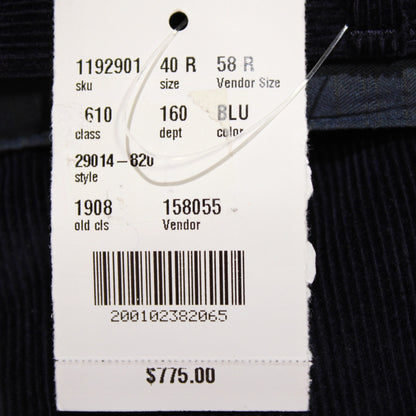 1192901 40 R 58 R
sku size Vendor Size
610 160 BLU
class dept color
29014-820
style
1908 158055
old cls Vendor
200102382065
$775.00